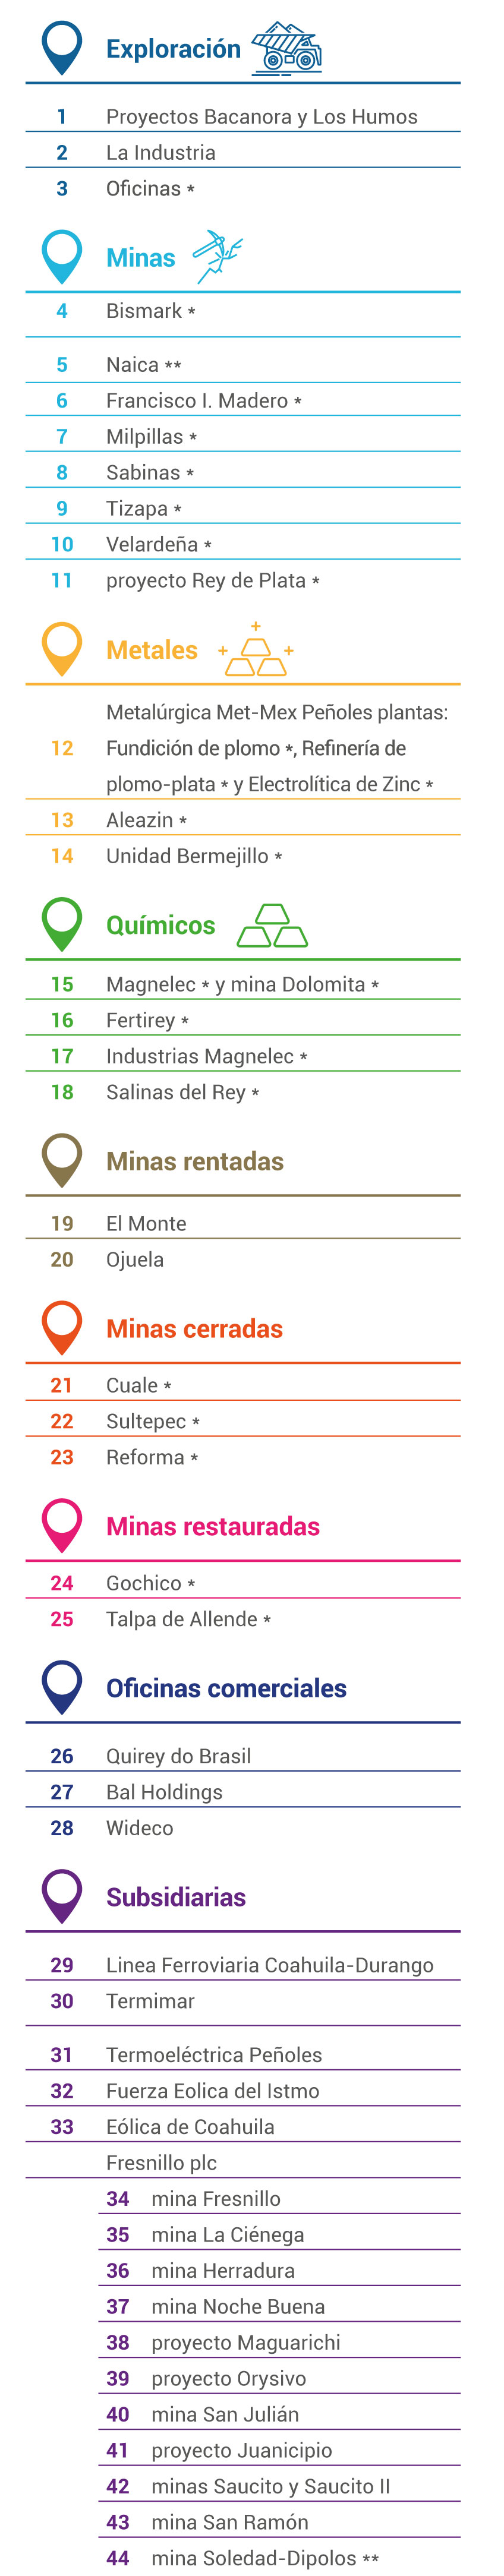 Exploración
1 Proyectos Bacanora y Los Humos
2 La Industria
3 Oficinas *
Minas
4 Bismark *
5 Naica **
6 Francisco I. Madero *
7 Milpillas *
8 Sabinas *
9 Tizapa *
10 Velardeña *
11 proyecto Rey de Plata *
Metales
Metalúrgica Met-Mex Peñoles plantas:
12 Fundición de plomo *, Refinería de
plomo-plata * y Electrolítica de Zinc *
13 Aleazin *
14 Unidad Bermejillo *
Químicos
15 Magnelec * y mina Dolomita *
16 Fertirey *
17 Industrias Magnelec *
18 Salinas del Rey *
Minas rentadas
19 El Monte
20 Ojuela
Minas cerradas
21 Cuale *
22 Sultepec *
23 Reforma *
Minas restauradas
24 Gochico *
25 Talpa de Allende *
Oficinas comerciales
26 Quirey do Brasil
27 Bal Holdings
28 Wideco
Subsidiarias
29 Linea Ferroviaria Coahuila-Durango
30 Termimar
31 Termoeléctrica Peñoles
32 Fuerza Eolica del Istmo
33 Eólica de Coahuila
Fresnillo plc
34 mina Fresnillo
35 mina La Ciénega
36 mina Herradura
37 mina Noche Buena
38 proyecto Maguarichi
39 proyecto Orysivo
40 mina San Julián
41 proyecto Juanicipio
42 minas Saucito y Saucito II
43 mina San Ramón
44 mina Soledad-Dipolos **